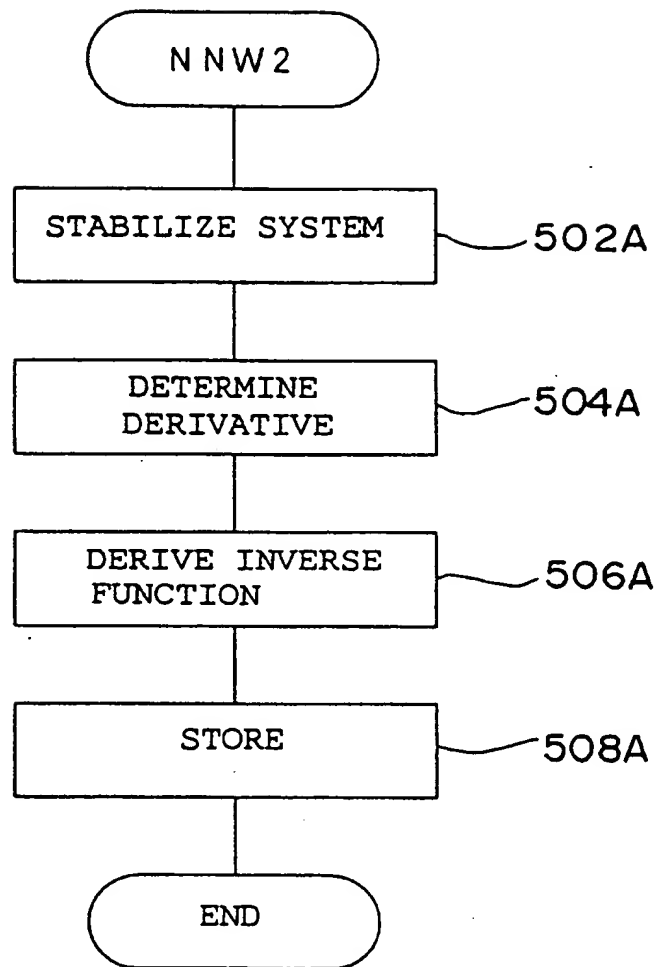 NNW2
STABILIZE SYSTEM
502A
DETERMINE
DERIVATIVE
504A
DERIVE INVERSE
FUNCTION
506A
STORE
508A
END